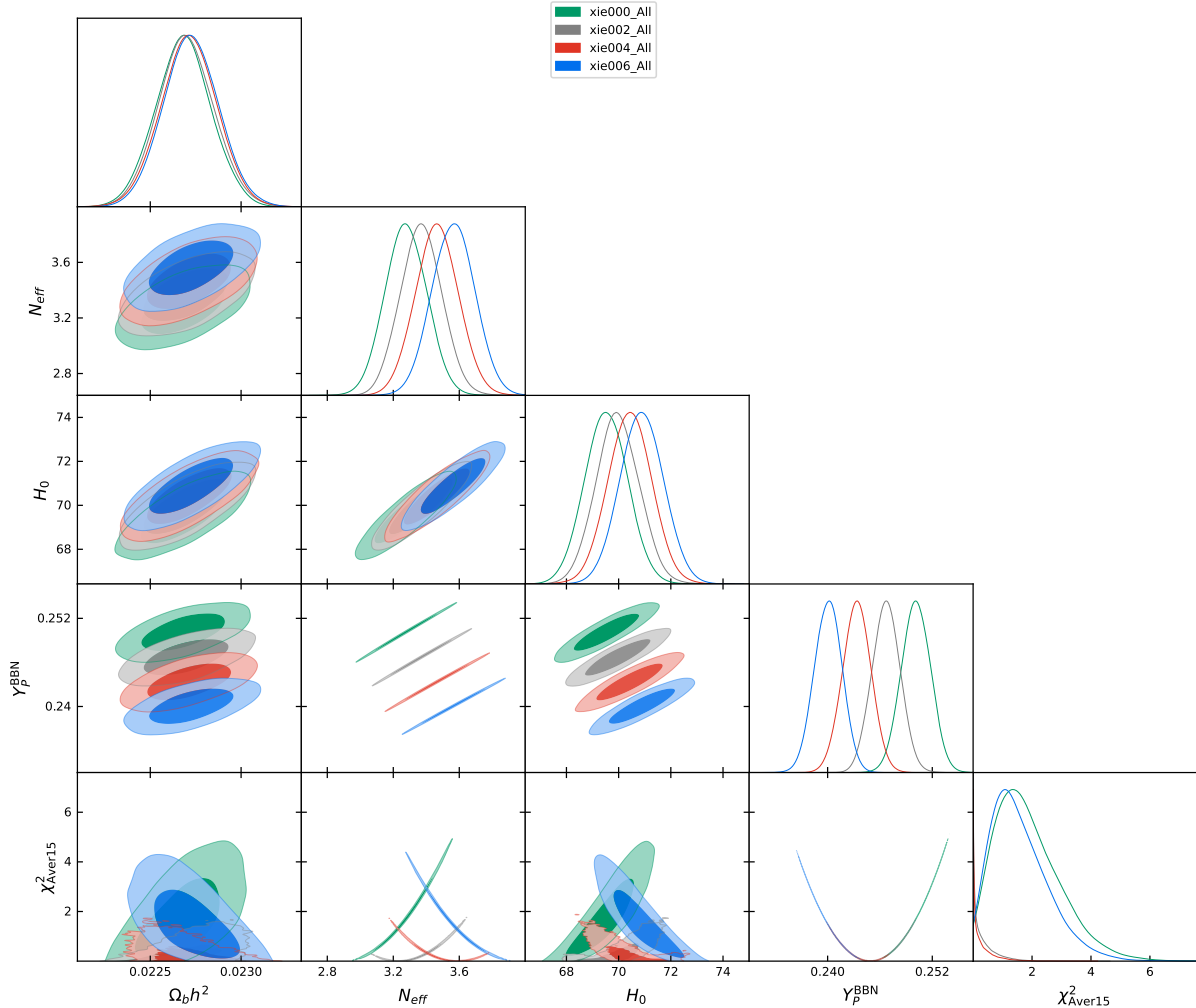 xie000_All
xie002_All
xie004_All
xie006_All
N_eff
3.6
3.2
2.8
H_0
74
72
70
68
Y_P^BBN
0.252
0.24
χ²_Aver15
6
4
2
0.0225 0.0230
2.8 3.2 3.6
68 70 72 74
0.240 0.252
2 4 6
Ω_b h² N_eff H_0 Y_P^BBN χ²_Aver15